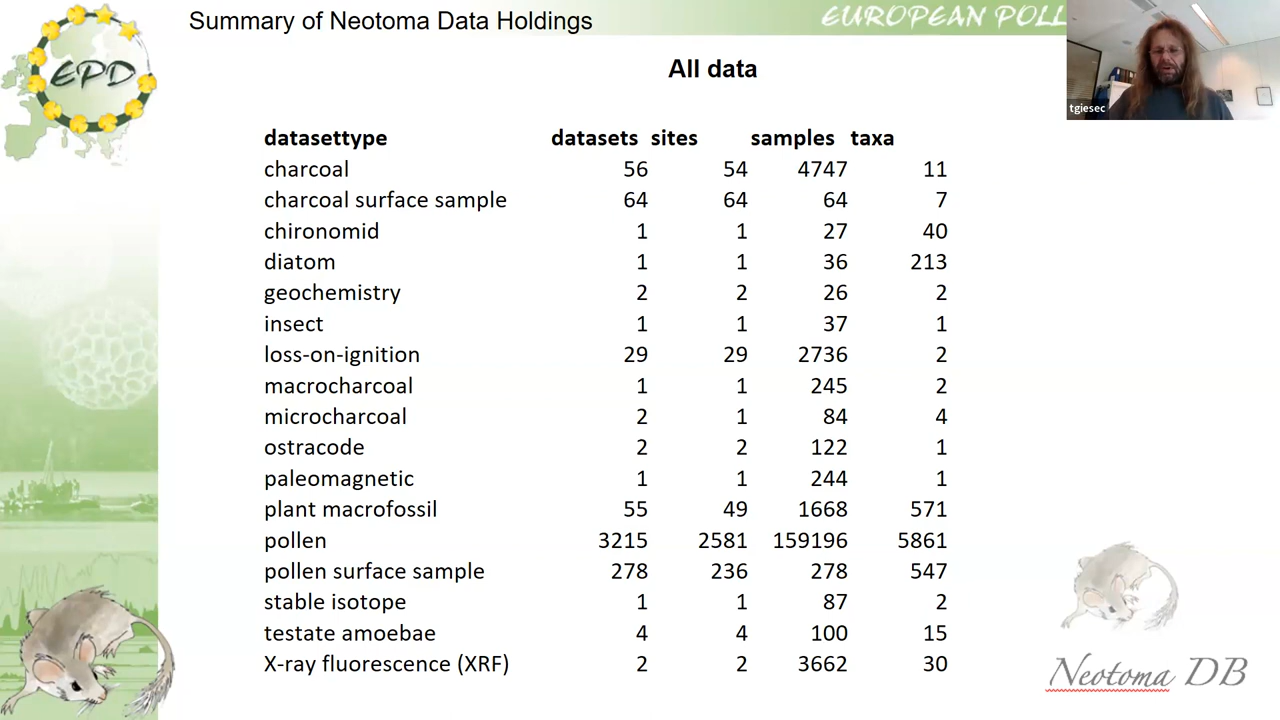 Summary of Neotoma Data Holdings
EUROPEAN POLL
EPD
tgiesec
All data
datasettype datasets sites samples taxa
charcoal 56 54 4747 11
charcoal surface sample 64 64 64 7
chironomid 1 1 27 40
diatom 1 1 36 213
geochemistry 2 2 26 2
insect 1 1 37 1
loss-on-ignition 29 29 2736 2
macrocharcoal 1 1 245 2
microcharcoal 2 1 84 4
ostracode 2 2 122 1
paleomagnetic 1 1 244 1
plant macrofossil 55 49 1668 571
pollen 3215 2581 159196 5861
pollen surface sample 278 236 278 547
stable isotope 1 1 87 2
testate amoebae 4 4 100 15
X-ray fluorescence (XRF) 2 2 3662 30
Neotoma DB